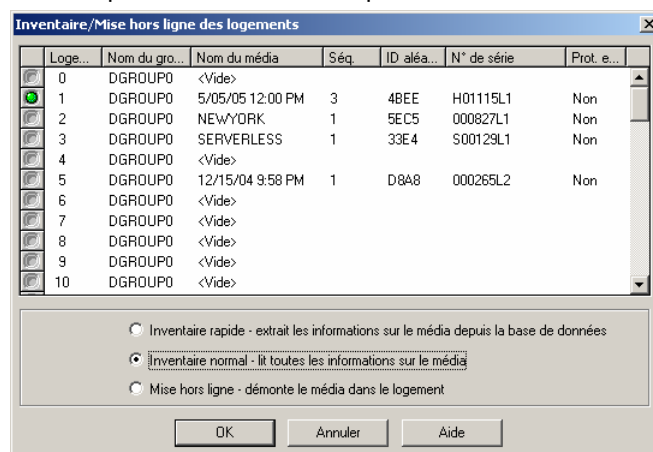 Inventaire/Mise hors ligne des logements
Loge... Nom du gro... Nom du média Séq. ID aléa... N° de série Prot. e...
0 DGROUP0 <Vide>
1 DGROUP0 5/05/05 12:00 PM 3 4BEE H01115L1 Non
2 DGROUP0 NEWYORK 1 5EC5 000827L1 Non
3 DGROUP0 SERVERLESS 1 33E4 S00129L1 Non
4 DGROUP0 <Vide>
5 DGROUP0 12/15/04 9:58 PM 1 D8A8 000265L2 Non
6 DGROUP0 <Vide>
7 DGROUP0 <Vide>
8 DGROUP0 <Vide>
9 DGROUP0 <Vide>
10 DGROUP0 <Vide>
Inventaire rapide - extrait les informations sur le média depuis la base de données
Inventaire normal - lit toutes les informations sur le média
Mise hors ligne - démonte le média dans le logement
OK Annuler Aide